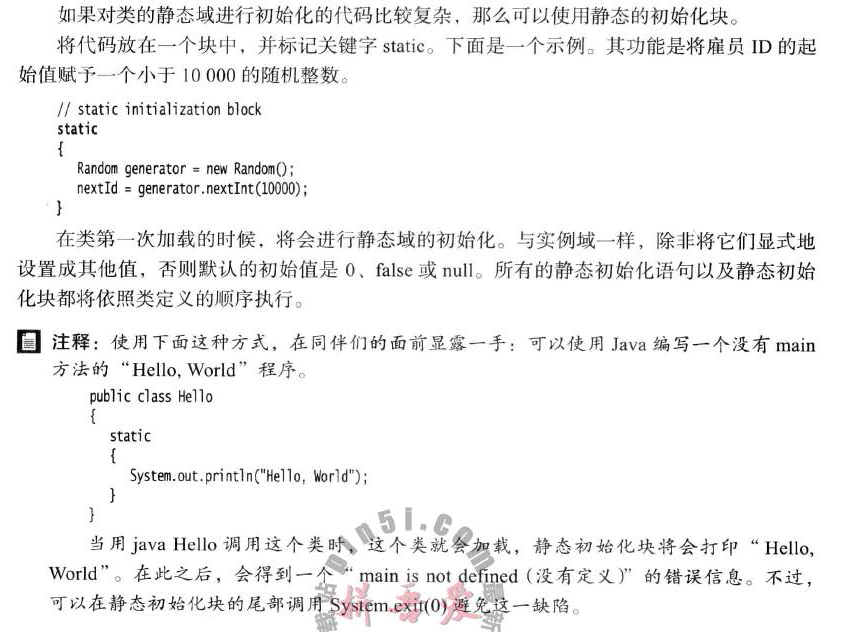 如果对类的静态域进行初始化的代码比较复杂，那么可以使用静态的初始化块。
将代码放在一个块中，并标记关键字 static。下面是一个示例。其功能是将雇员 ID 的起
始值赋予一个小于 10 000 的随机整数。
// static initialization block
static
{
Random generator = new Random();
nextId = generator.nextInt(10000);
}
在类第一次加载的时候，将会进行静态域的初始化。与实例域一样，除非将它们显式地
设置成其他值，否则默认的初始值是 0、false 或 null。所有的静态初始化语句以及静态初始
化块都将依照类定义的顺序执行。
注释：使用下面这种方式，在同伴们的面前显露一手：可以使用 Java 编写一个没有 main
方法的“Hello, World”程序。
public class Hello
{
static
{
System.out.println("Hello, World");
}
}
当用 java Hello 调用这个类时，这个类就会加载，静态初始化块将会打印“Hello,
World”。在此之后，会得到一个“main is not defined（没有定义）”的错误信息。不过，
可以在静态初始化块的尾部调用 System.exit(0) 避免这一缺陷。